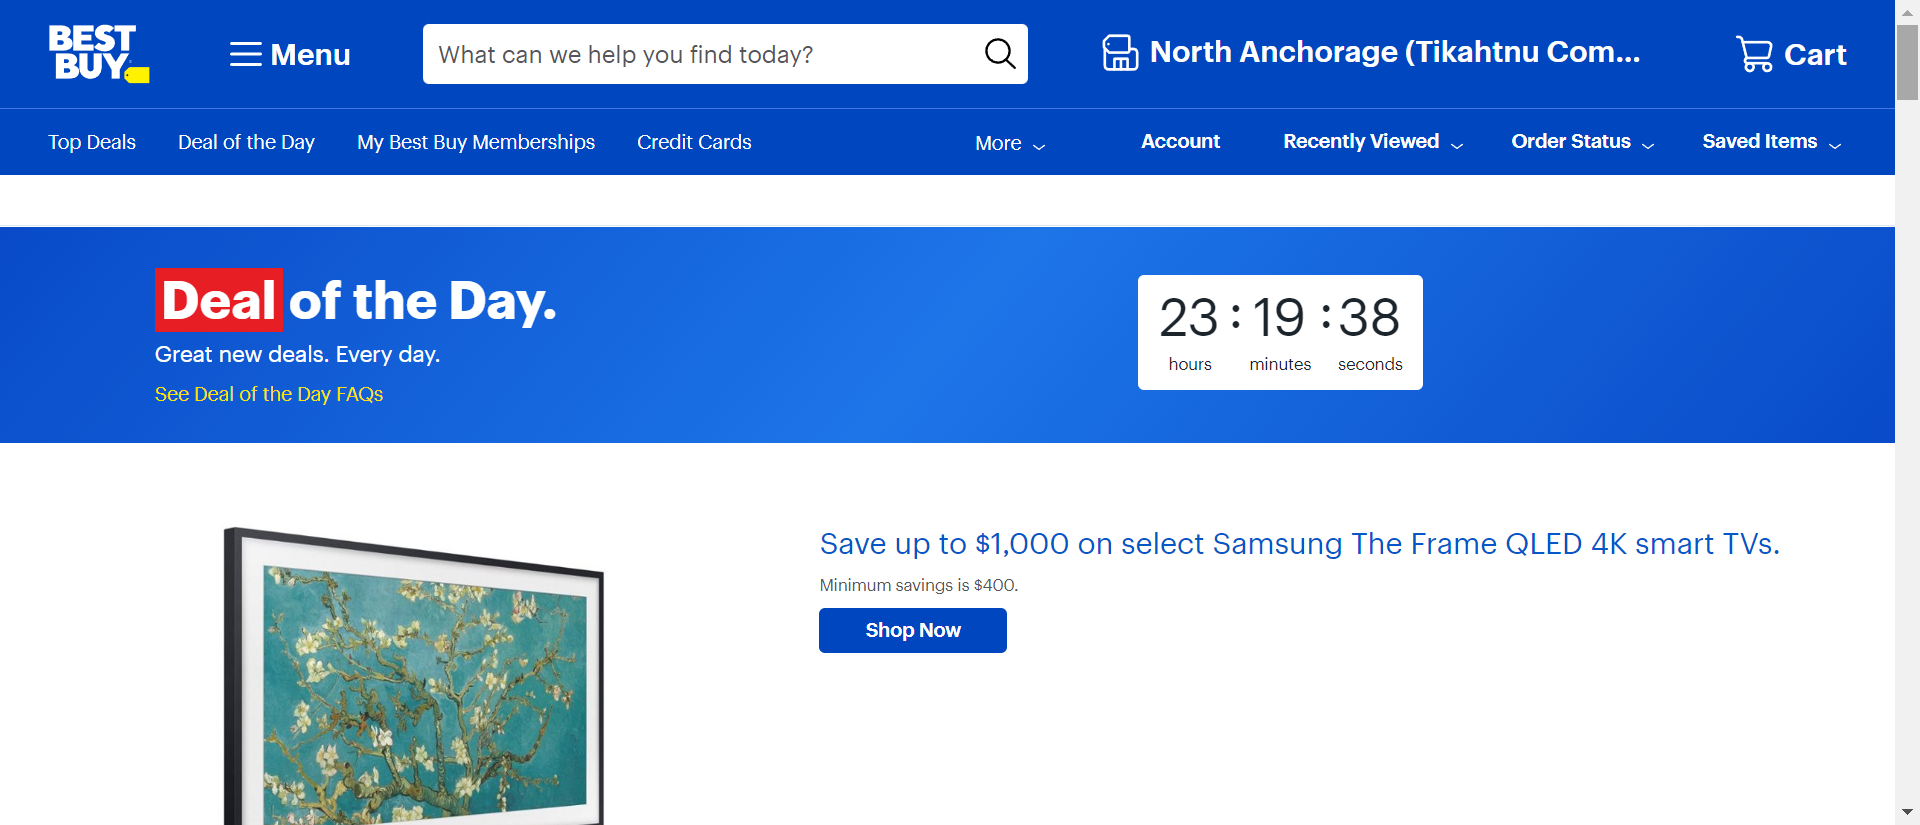 BEST BUY
Menu
What can we help you find today?
North Anchorage (Tikahtnu Com...
Cart
Top Deals
Deal of the Day
My Best Buy Memberships
Credit Cards
More
Account
Recently Viewed
Order Status
Saved Items
Deal of the Day.
Great new deals. Every day.
See Deal of the Day FAQs
23 : 19 : 38
hours minutes seconds
Save up to $1,000 on select Samsung The Frame QLED 4K smart TVs.
Minimum savings is $400.
Shop Now